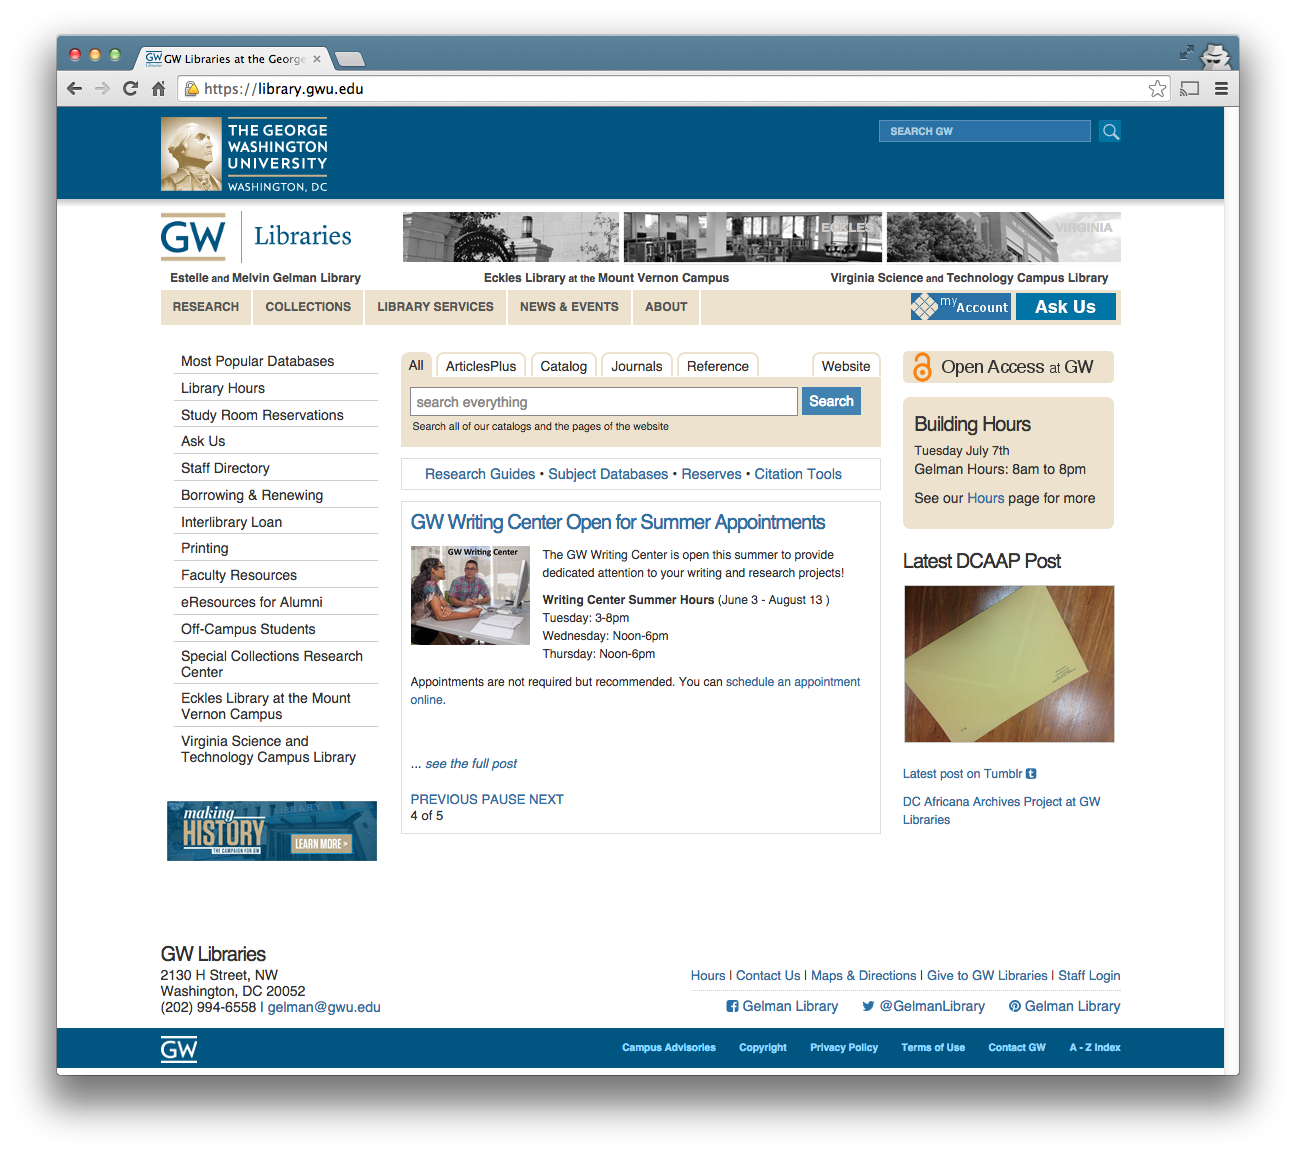 GW Libraries at the George
https://library.gwu.edu
THE GEORGE
WASHINGTON
UNIVERSITY
WASHINGTON, DC
SEARCH GW
GW Libraries
ECKLES
VIRGINIA
Estelle and Melvin Gelman Library
Eckles Library at the Mount Vernon Campus
Virginia Science and Technology Campus Library
RESEARCH
COLLECTIONS
LIBRARY SERVICES
NEWS & EVENTS
ABOUT
myAccount
Ask Us
Most Popular Databases
Library Hours
Study Room Reservations
Ask Us
Staff Directory
Borrowing & Renewing
Interlibrary Loan
Printing
Faculty Resources
eResources for Alumni
Off-Campus Students
Special Collections Research
Center
Eckles Library at the Mount
Vernon Campus
Virginia Science and
Technology Campus Library
making
HISTORY
THE CAMPAIGN FOR GW
LEARN MORE >
All
ArticlesPlus
Catalog
Journals
Reference
Website
search everything
Search
Search all of our catalogs and the pages of the website
Research Guides • Subject Databases • Reserves • Citation Tools
GW Writing Center Open for Summer Appointments
GW Writing Center
The GW Writing Center is open this summer to provide
dedicated attention to your writing and research projects!
Writing Center Summer Hours (June 3 - August 13 )
Tuesday: 3-8pm
Wednesday: Noon-6pm
Thursday: Noon-6pm
Appointments are not required but recommended. You can schedule an appointment
online.
... see the full post
PREVIOUS PAUSE NEXT
4 of 5
Open Access at GW
Building Hours
Tuesday July 7th
Gelman Hours: 8am to 8pm
See our Hours page for more
Latest DCAAP Post
Latest post on Tumblr
DC Africana Archives Project at GW
Libraries
GW Libraries
2130 H Street, NW
Washington, DC 20052
(202) 994-6558 | gelman@gwu.edu
Hours | Contact Us | Maps & Directions | Give to GW Libraries | Staff Login
Gelman Library
@GelmanLibrary
Gelman Library
GW
Campus Advisories
Copyright
Privacy Policy
Terms of Use
Contact GW
A - Z Index